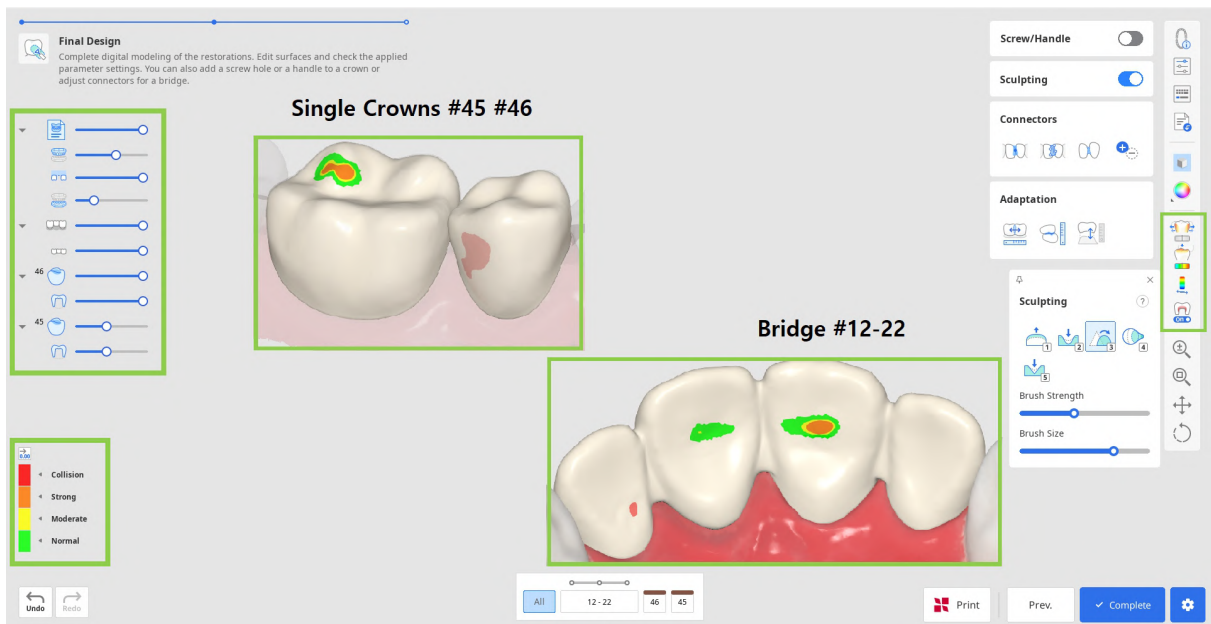 Final Design
Complete digital modeling of the restorations. Edit surfaces and check the applied
parameter settings. You can also add a screw hole or a handle to a crown or
adjust connectors for a bridge.
Single Crowns #45 #46
46
45
Bridge #12-22
0.00
Collision
Strong
Moderate
Normal
Screw/Handle
Sculpting
Connectors
Adaptation
Sculpting
?
1
2
3
4
5
Brush Strength
Brush Size
ON
Undo
Redo
All
12 - 22
46
45
Print
Prev.
Complete